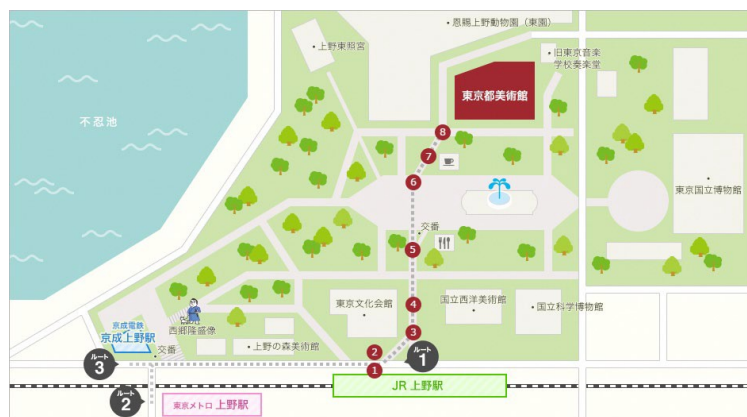 ・恩賜上野動物園（東園）
・上野東照宮
・旧東京音楽
学校奏楽堂
東京都美術館
不忍池
8
7
6
東京国立博物館
・
交番
5
東京文化会館
国立西洋美術館
・国立科学博物館
4
西郷隆盛像
京成電鉄
京成上野駅
3
・上野の森美術館
交番
2
1
ルート
1
ルート
3
JR 上野駅
ルート
2
東京メトロ 上野駅